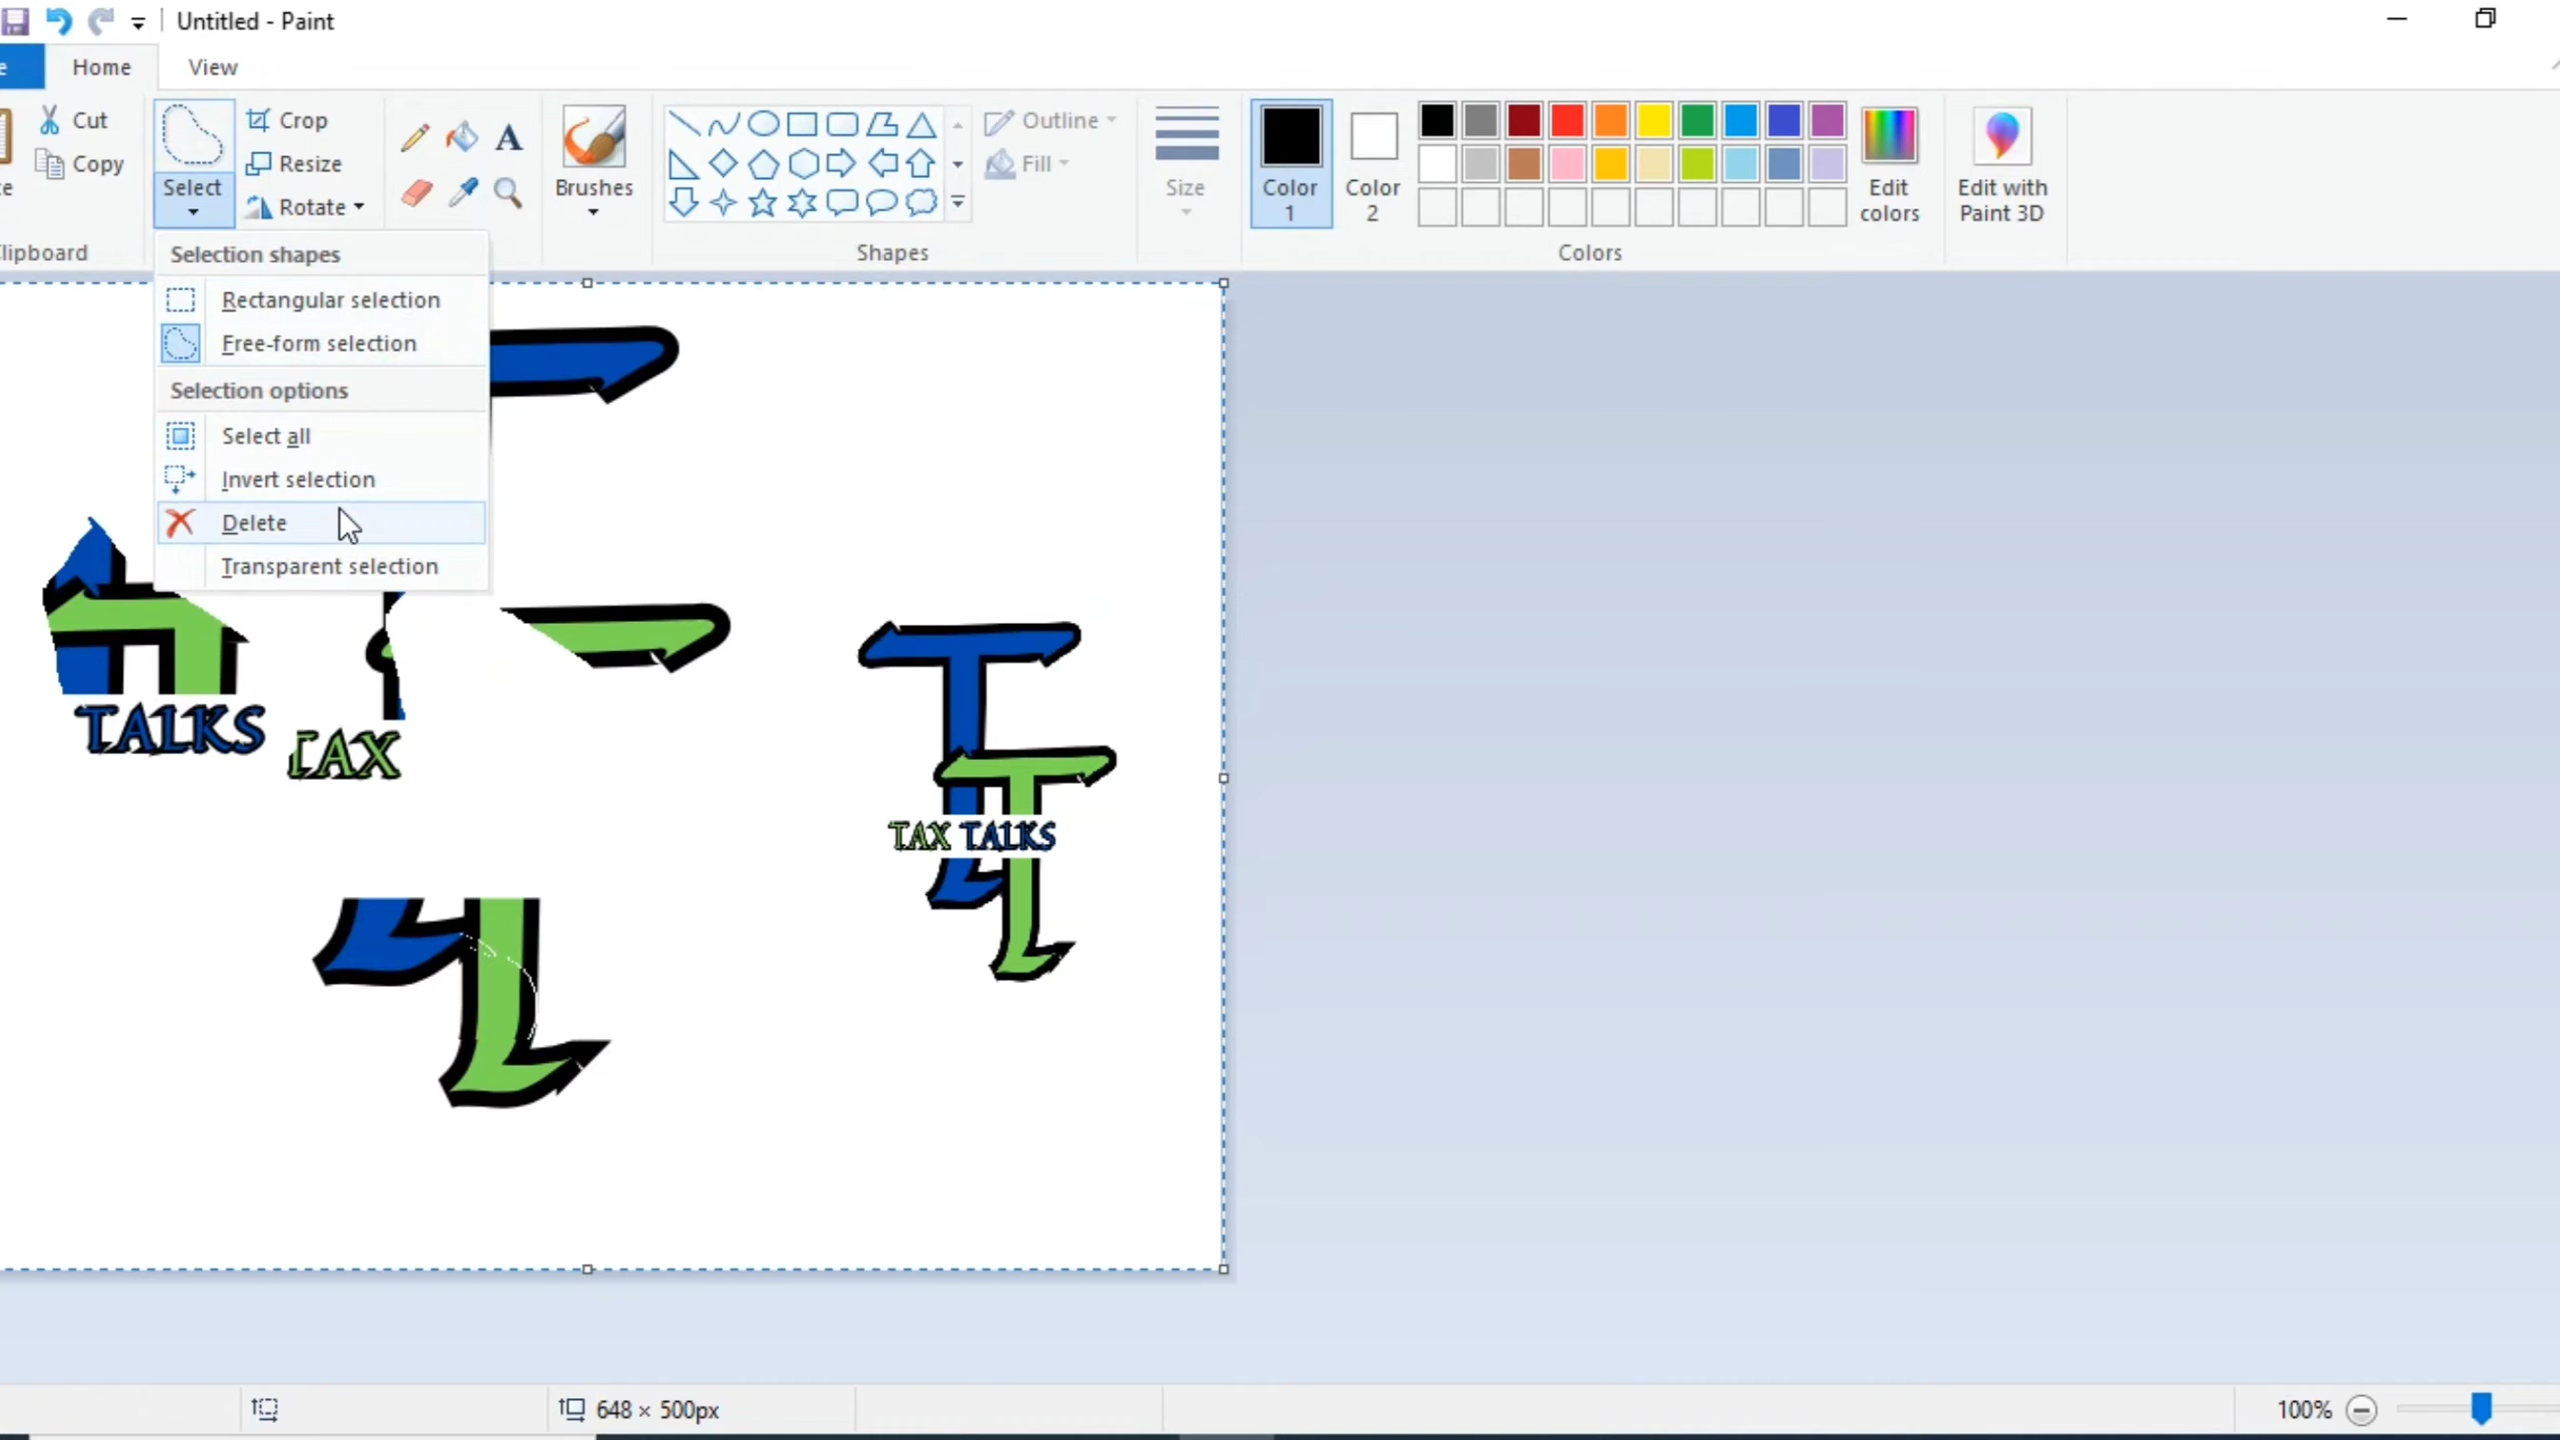 Untitled - Paint
Home View
Cut
Copy
Select
Crop
Resize
Rotate
Brushes
Outline
Fill
Size
Color 1
Color 2
Edit colors
Edit with Paint 3D
Shapes
Colors
Selection shapes
Rectangular selection
Free-form selection
Selection options
Select all
Invert selection
Delete
Transparent selection
TALKS
TAX
TAX TALKS
648 × 500px
100%